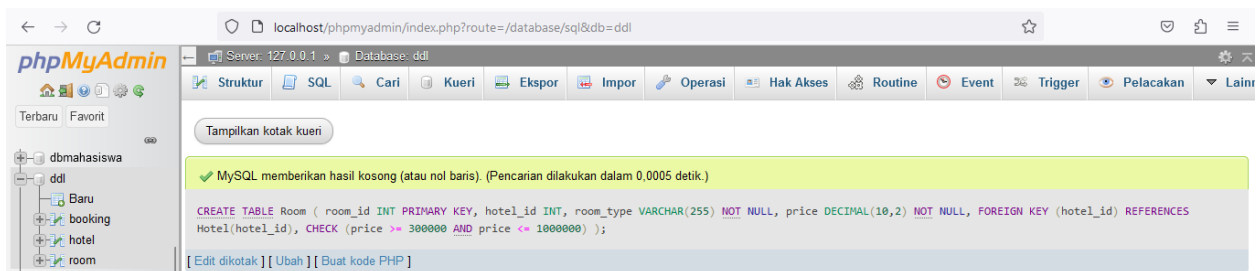 localhost/phpmyadmin/index.php?route=/database/sql&db=ddl
phpMyAdmin
Server: 127.0.0.1 » Database: ddl
Struktur SQL Cari Kueri Ekspor Impor Operasi Hak Akses Routine Event Trigger Pelacakan
Terbaru Favorit
Tampilkan kotak kueri
dbmahasiswa
ddl
MySQL memberikan hasil kosong (atau nol baris). (Pencarian dilakukan dalam 0,0005 detik.)
Baru
booking
hotel
room
CREATE TABLE Room ( room_id INT PRIMARY KEY, hotel_id INT, room_type VARCHAR(255) NOT NULL, price DECIMAL(10,2) NOT NULL, FOREIGN KEY (hotel_id) REFERENCES
Hotel(hotel_id), CHECK (price >= 300000 AND price <= 1000000) );
[ Edit dikotak ] [ Ubah ] [ Buat kode PHP ]